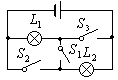 L₁ S₃
S₁ L₂
S₂